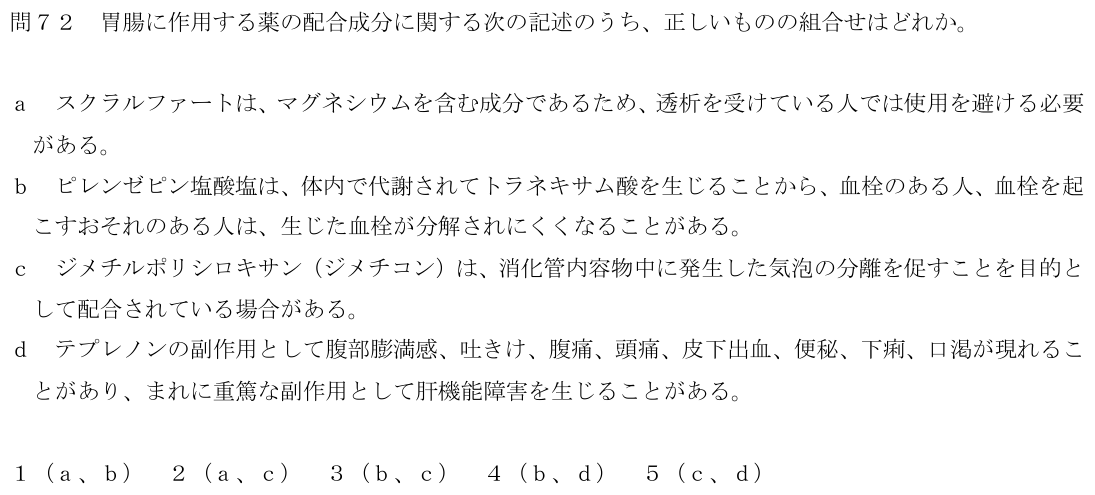 問７２　胃腸に作用する薬の配合成分に関する次の記述のうち、正しいものの組合せはどれか。
ａ　スクラルファートは、マグネシウムを含む成分であるため、透析を受けている人では使用を避ける必要
がある。
ｂ　ピレンゼピン塩酸塩は、体内で代謝されてトラネキサム酸を生じることから、血栓のある人、血栓を起
こすおそれのある人は、生じた血栓が分解されにくくなることがある。
ｃ　ジメチルポリシロキサン（ジメチコン）は、消化管内容物中に発生した気泡の分離を促すことを目的と
して配合されている場合がある。
ｄ　テプレノンの副作用として腹部膨満感、吐きけ、腹痛、頭痛、皮下出血、便秘、下痢、口渇が現れるこ
とがあり、まれに重篤な副作用として肝機能障害を生じることがある。
１（ａ、ｂ）　２（ａ、ｃ）　３（ｂ、ｃ）　４（ｂ、ｄ）　５（ｃ、ｄ）